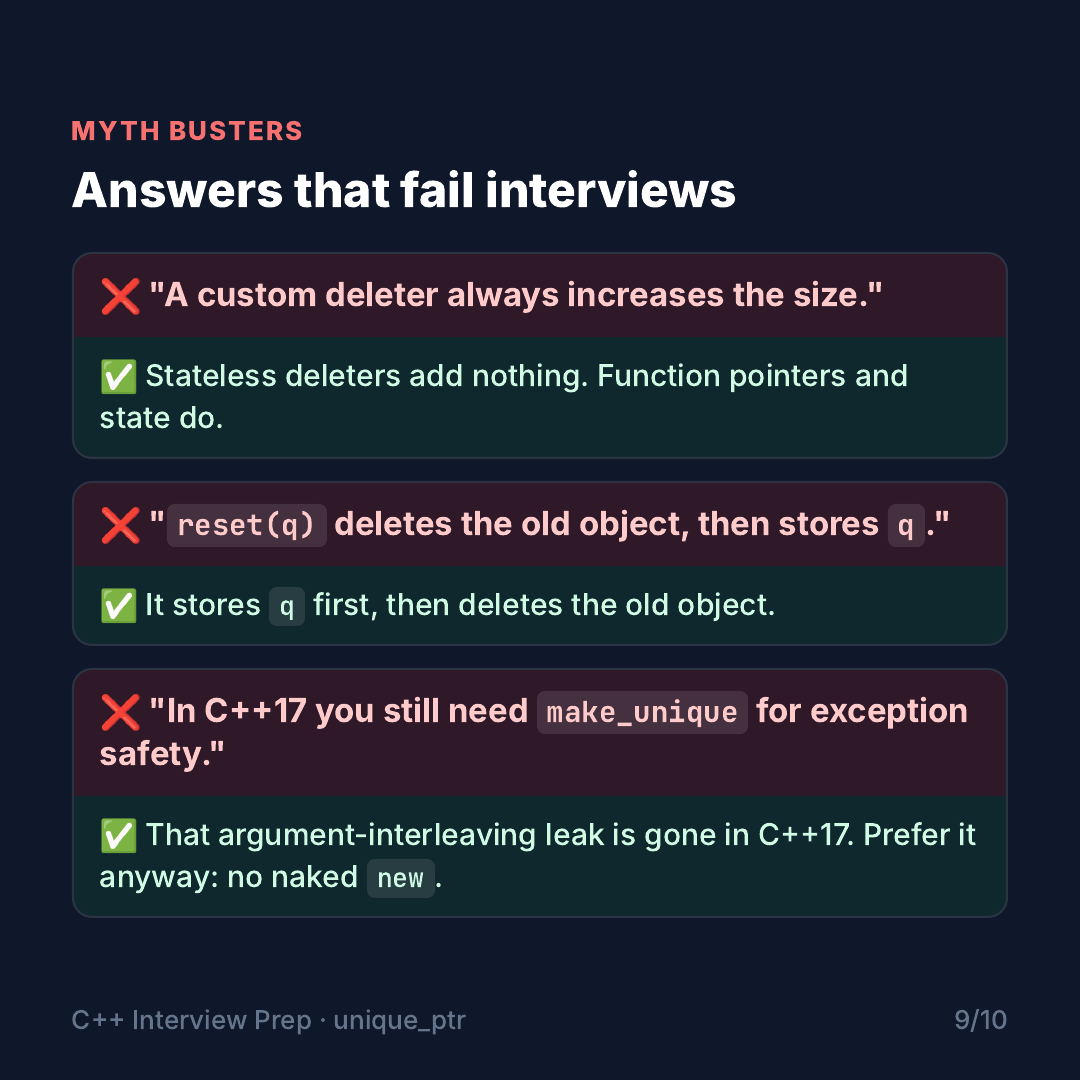 MYTH BUSTERS
Answers that fail interviews
❌ "A custom deleter always increases the size."
✅ Stateless deleters add nothing. Function pointers and
state do.
❌ "reset(q) deletes the old object, then stores q."
✅ It stores q first, then deletes the old object.
❌ "In C++17 you still need make_unique for exception
safety."
✅ That argument-interleaving leak is gone in C++17. Prefer it
anyway: no naked new.
C++ Interview Prep · unique_ptr
9/10